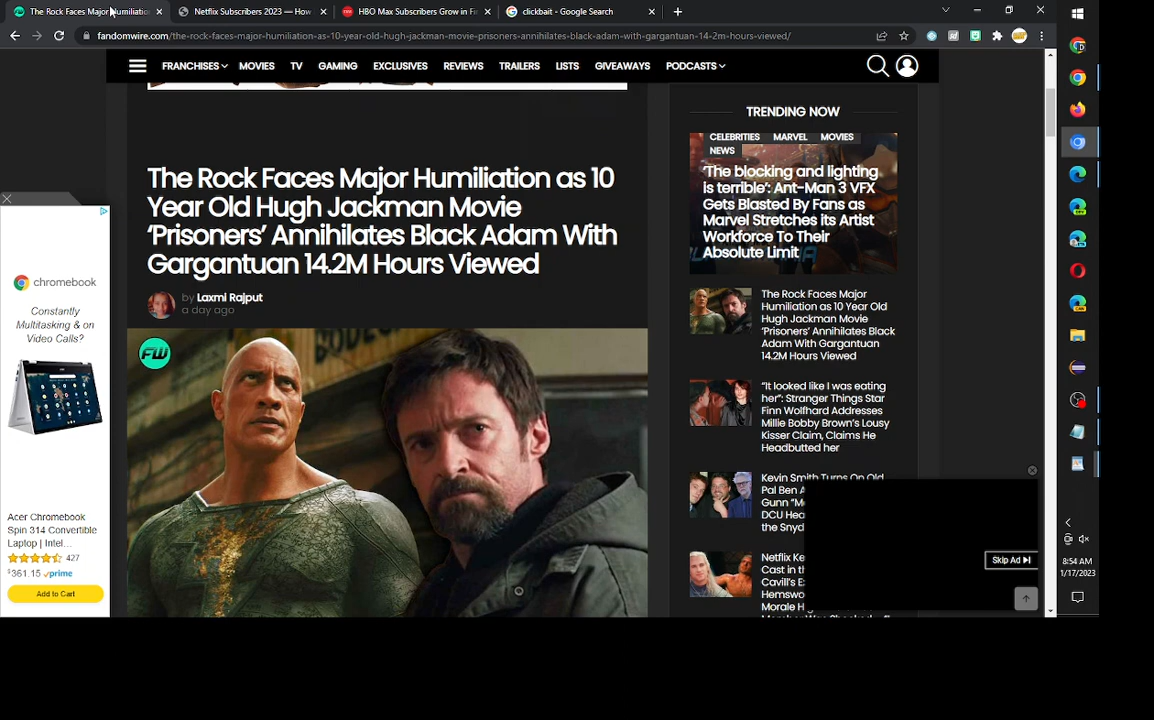 The Rock Faces Major Humiliation
Netflix Subscribers 2023 — How
HBO Max Subscribers Grow in Fi
clickbait - Google Search
fandomwire.com/the-rock-faces-major-humiliation-as-10-year-old-hugh-jackman-movie-prisoners-annihilates-black-adam-with-gargantuan-14-2m-hours-viewed/
FRANCHISES MOVIES TV GAMING EXCLUSIVES REVIEWS TRAILERS LISTS GIVEAWAYS PODCASTS
The Rock Faces Major Humiliation as 10
Year Old Hugh Jackman Movie
‘Prisoners’ Annihilates Black Adam With
Gargantuan 14.2M Hours Viewed
by Laxmi Rajput
a day ago
FW
chromebook
Constantly
Multitasking & on
Video Calls?
Acer Chromebook
Spin 314 Convertible
Laptop | Intel...
427
$361.15 prime
Add to Cart
TRENDING NOW
CELEBRITIES MARVEL MOVIES
NEWS
‘The blocking and lighting
is terrible’: Ant-Man 3 VFX
Gets Blasted By Fans as
Marvel Stretches its Artist
Workforce To Their
Absolute Limit
The Rock Faces Major
Humiliation as 10 Year Old
Hugh Jackman Movie
‘Prisoners’ Annihilates Black
Adam With Gargantuan
14.2M Hours Viewed
“It looked like I was eating
her”: Stranger Things Star
Finn Wolfhard Addresses
Millie Bobby Brown’s Lousy
Kisser Claim, Claims He
Headbutted her
Kevin Smith Turns On Old
Pal Ben A
Gunn “M
DCU Hea
the Snyd
Netflix Ke
Cast in th
Cavill’s E
Hemswo
Morale H
Skip Ad
8:54 AM
1/17/2023